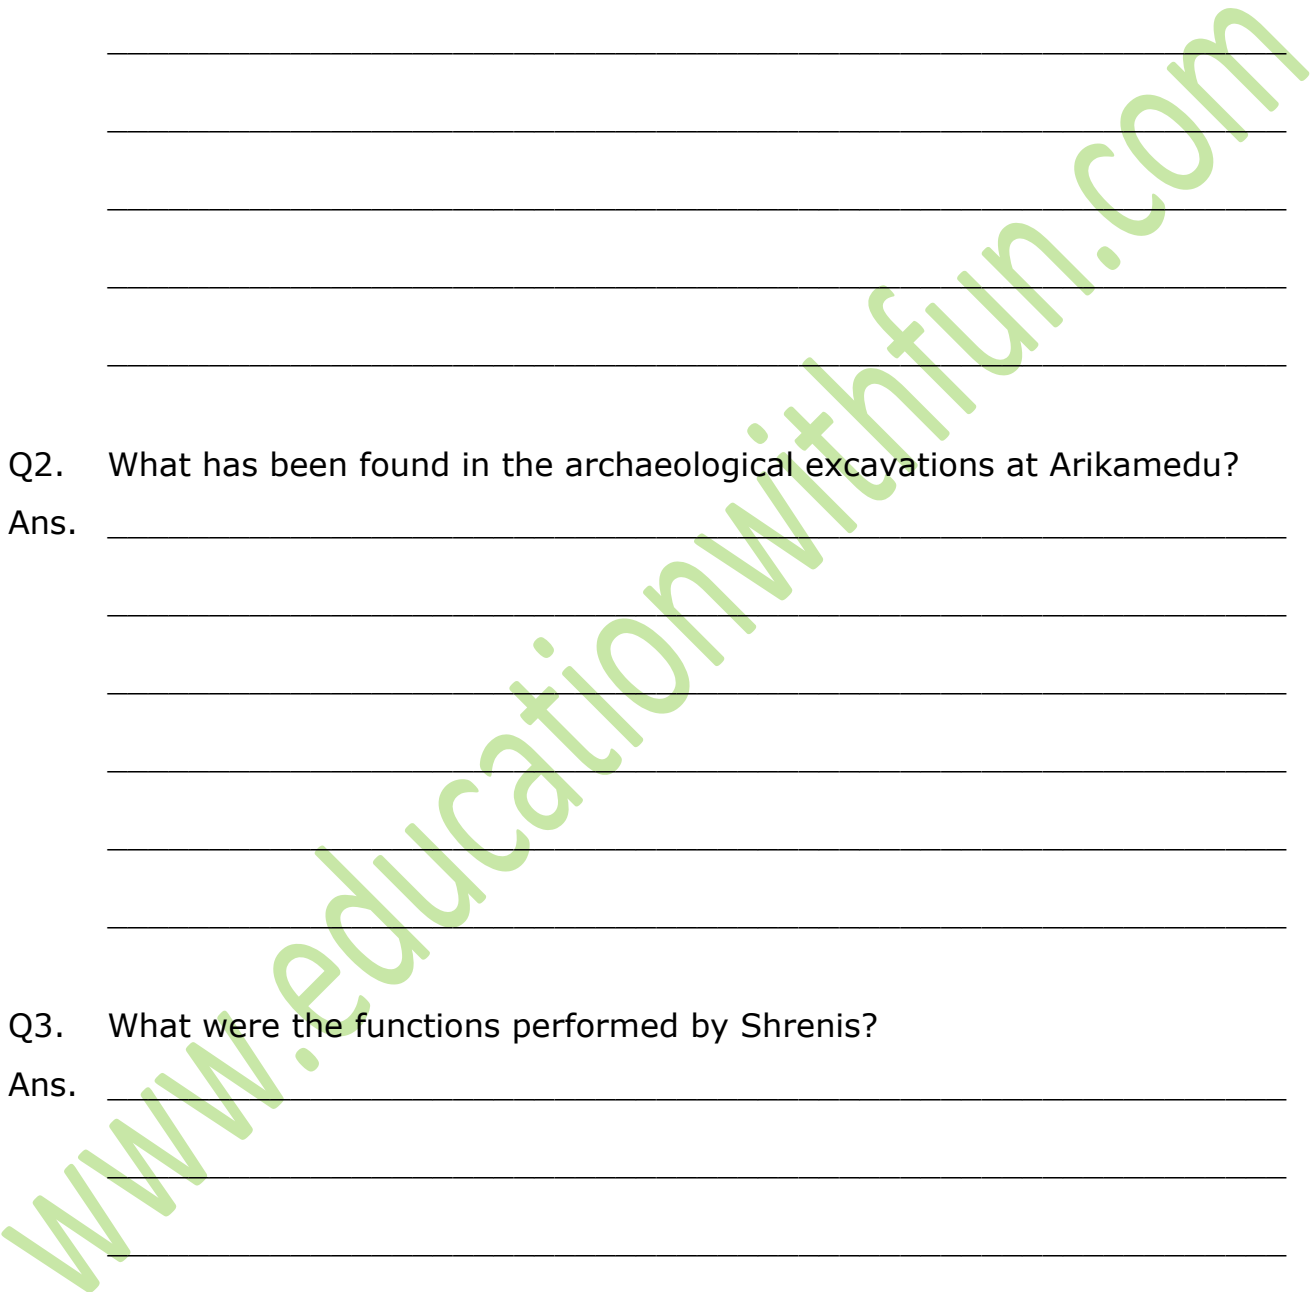 Q2. What has been found in the archaeological excavations at Arikamedu?
Ans.
Q3. What were the functions performed by Shrenis?
Ans.
www.educationwithfun.com